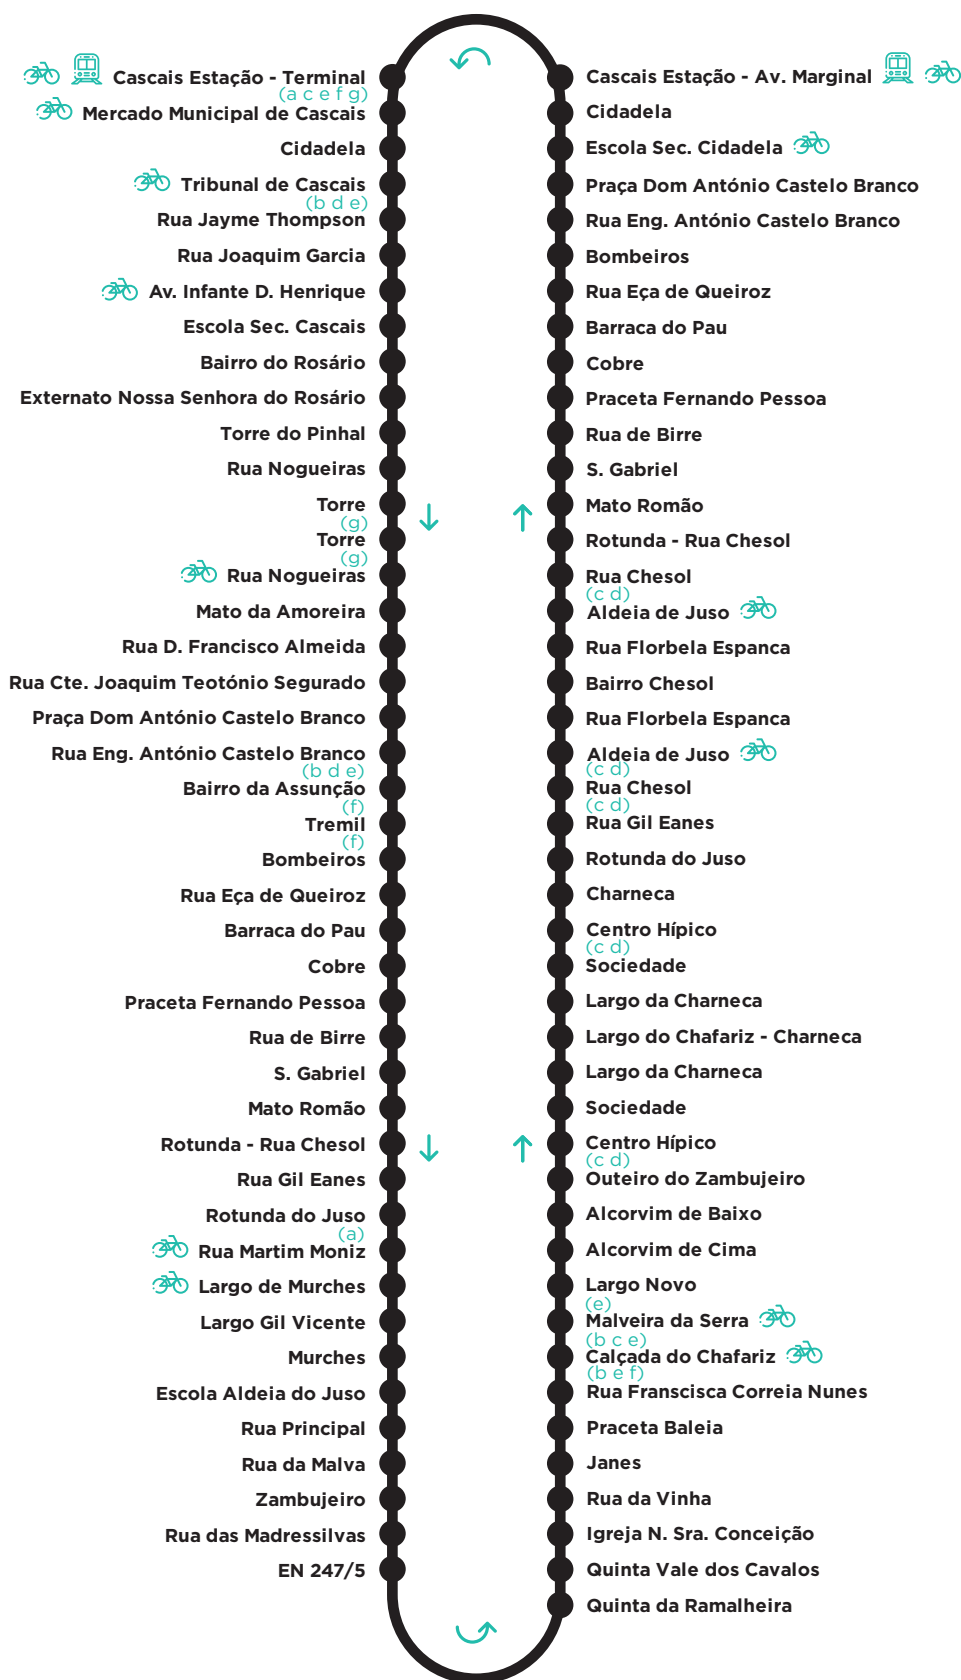 Cascais Estação - Terminal
(a c e f g)
Mercado Municipal de Cascais
Cidadela
Tribunal de Cascais
(b d e)
Rua Jayme Thompson
Rua Joaquim Garcia
Av. Infante D. Henrique
Escola Sec. Cascais
Bairro do Rosário
Externato Nossa Senhora do Rosário
Torre do Pinhal
Rua Nogueiras
Torre
(g)
Torre
(g)
Rua Nogueiras
Mato da Amoreira
Rua D. Francisco Almeida
Rua Cte. Joaquim Teotónio Segurado
Praça Dom António Castelo Branco
Rua Eng. António Castelo Branco
(b d e)
Bairro da Assunção
(f)
Tremil
(f)
Bombeiros
Rua Eça de Queiroz
Barraca do Pau
Cobre
Praceta Fernando Pessoa
Rua de Birre
S. Gabriel
Mato Romão
Rotunda - Rua Chesol
Rua Gil Eanes
Rotunda do Juso
(a)
Rua Martim Moniz
Largo de Murches
Largo Gil Vicente
Murches
Escola Aldeia do Juso
Rua Principal
Rua da Malva
Zambujeiro
Rua das Madressilvas
EN 247/5
Cascais Estação - Av. Marginal
Cidadela
Escola Sec. Cidadela
Praça Dom António Castelo Branco
Rua Eng. António Castelo Branco
Bombeiros
Rua Eça de Queiroz
Barraca do Pau
Cobre
Praceta Fernando Pessoa
Rua de Birre
S. Gabriel
Mato Romão
Rotunda - Rua Chesol
Rua Chesol
(c d)
Aldeia de Juso
Rua Florbela Espanca
Bairro Chesol
Rua Florbela Espanca
Aldeia de Juso
(c d)
Rua Chesol
(c d)
Rua Gil Eanes
Rotunda do Juso
Charneca
Centro Hípico
(c d)
Sociedade
Largo da Charneca
Largo do Chafariz - Charneca
Largo da Charneca
Sociedade
Centro Hípico
(c d)
Outeiro do Zambujeiro
Alcorvim de Baixo
Alcorvim de Cima
Largo Novo
(e)
Malveira da Serra
(b c e)
Calçada do Chafariz
(b e f)
Rua Franscisca Correia Nunes
Praceta Baleia
Janes
Rua da Vinha
Igreja N. Sra. Conceição
Quinta Vale dos Cavalos
Quinta da Ramalheira